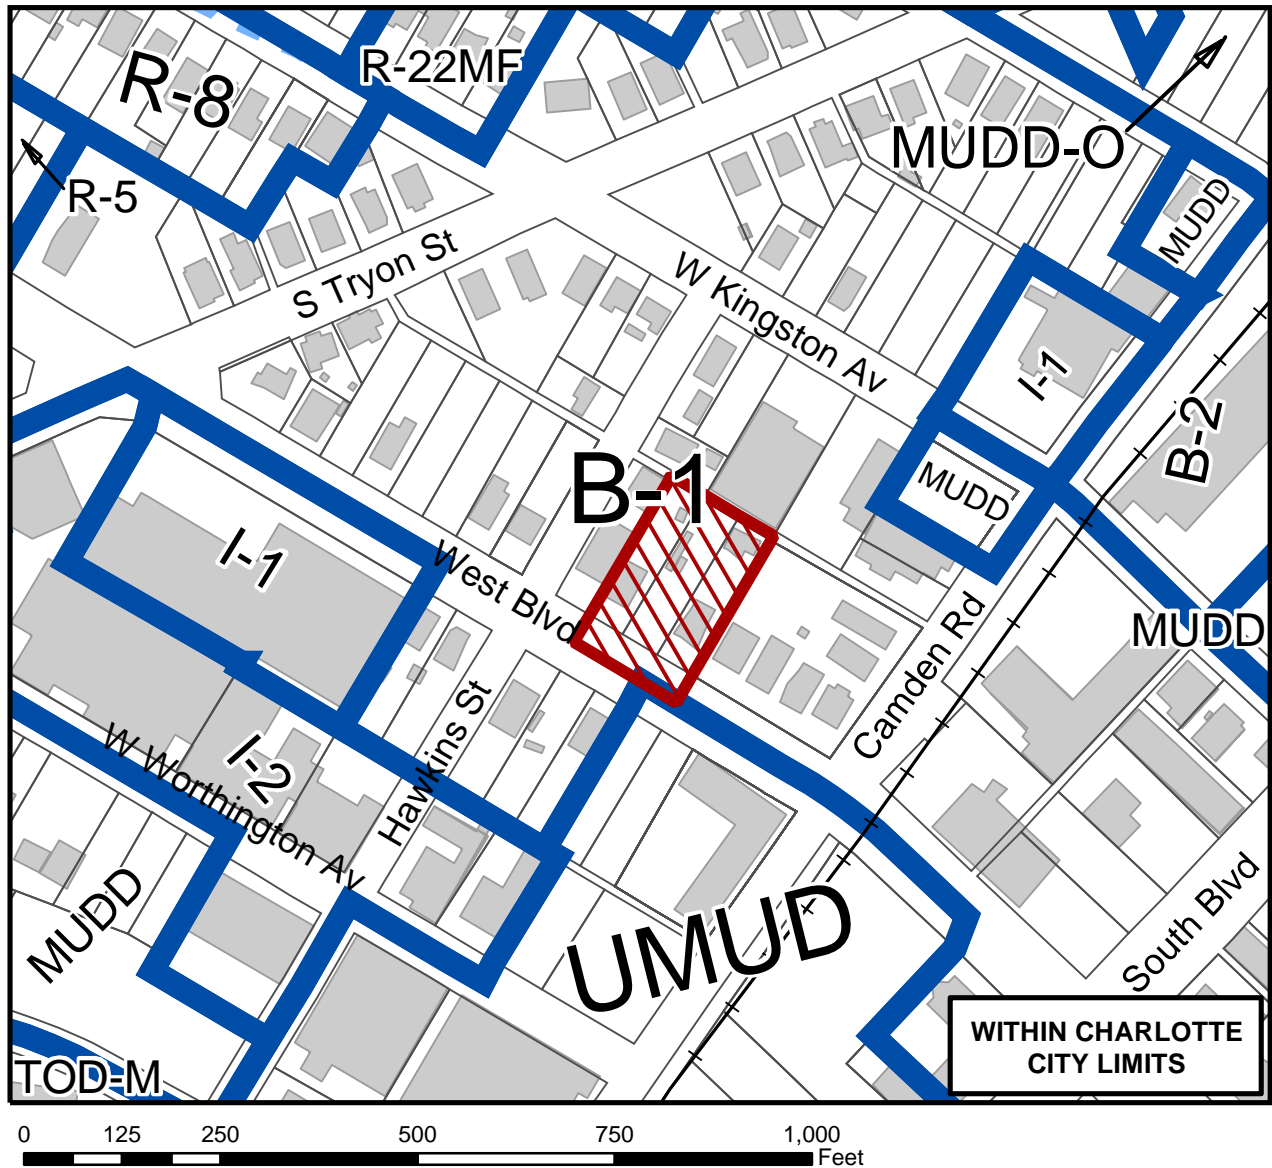 R-22MF
R-8
MUDD-O
R-5
MUDD
S Tryon St
W Kingston Av
I-1
B-2
B-1
MUDD
I-1
West Blvd
MUDD
Camden Rd
Hawkins St
I-2
W Worthington Av
MUDD
UMUD
South Blvd
WITHIN CHARLOTTE
CITY LIMITS
TOD-M
0 125 250 500 750 1,000
Feet